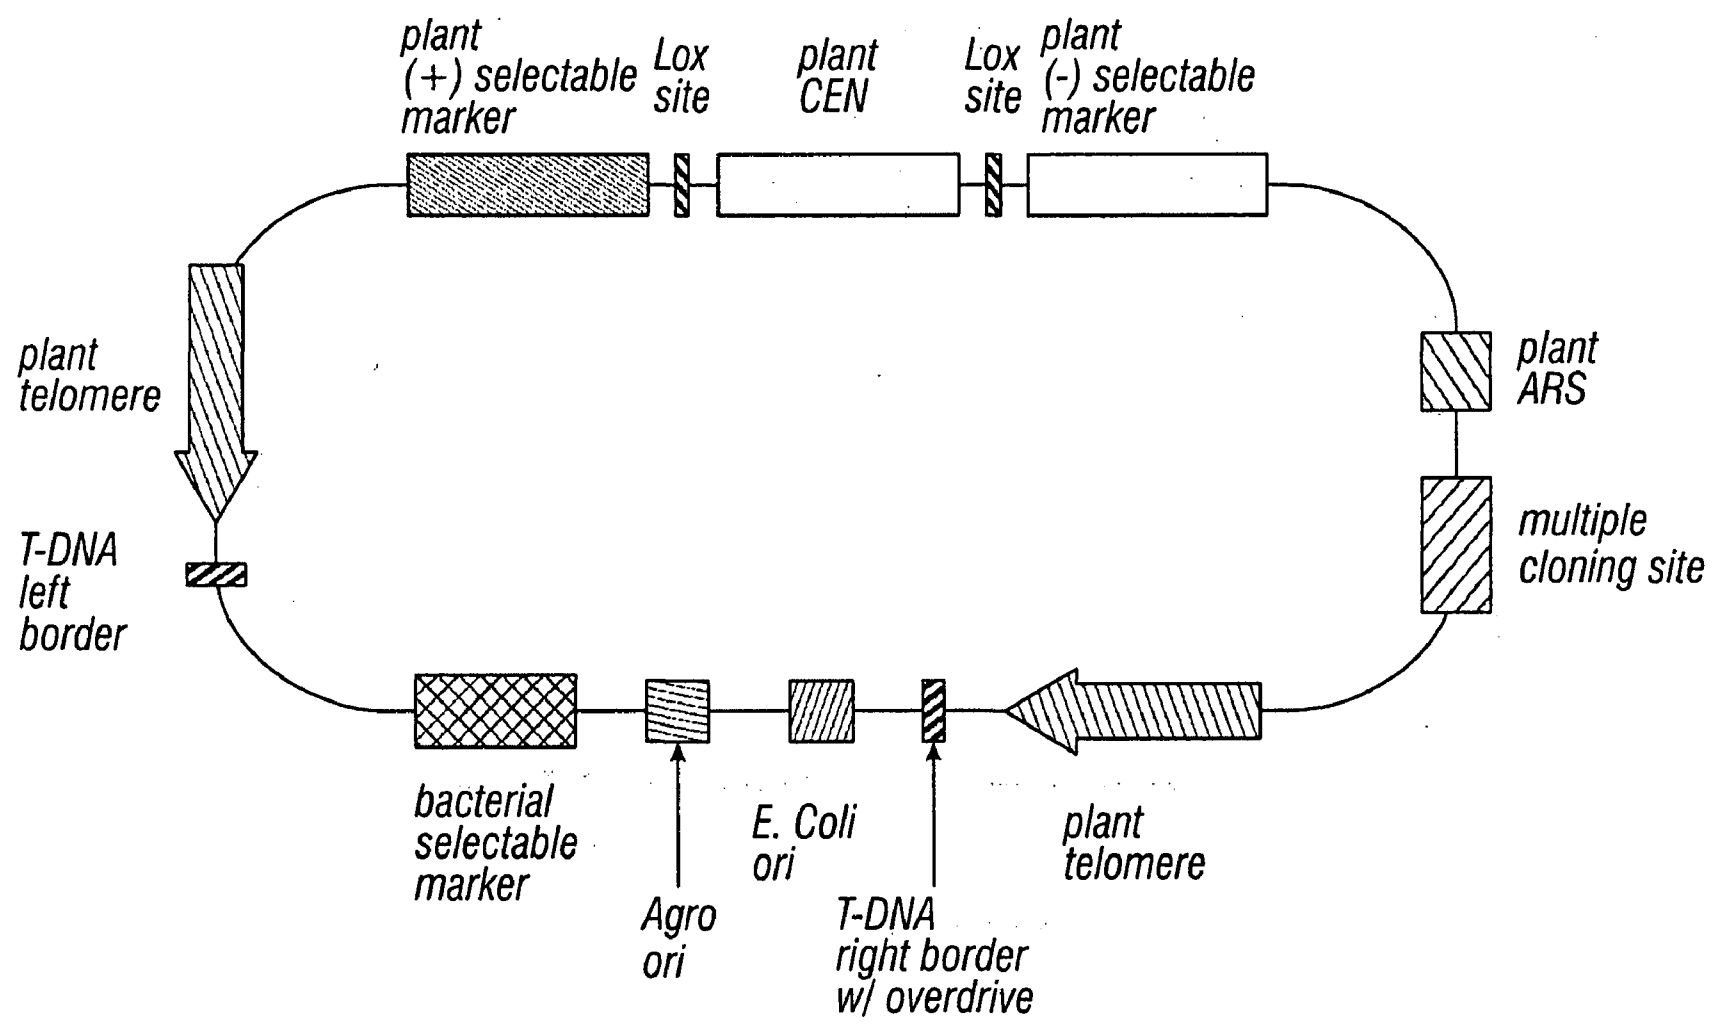 plant
(+) selectable
marker
Lox
site
plant
CEN
Lox
site
plant
(-) selectable
marker
plant
telomere
plant
ARS
multiple
cloning site
T-DNA
left
border
bacterial
selectable
marker
Agro
ori
E. Coli
ori
T-DNA
right border
w/ overdrive
plant
telomere